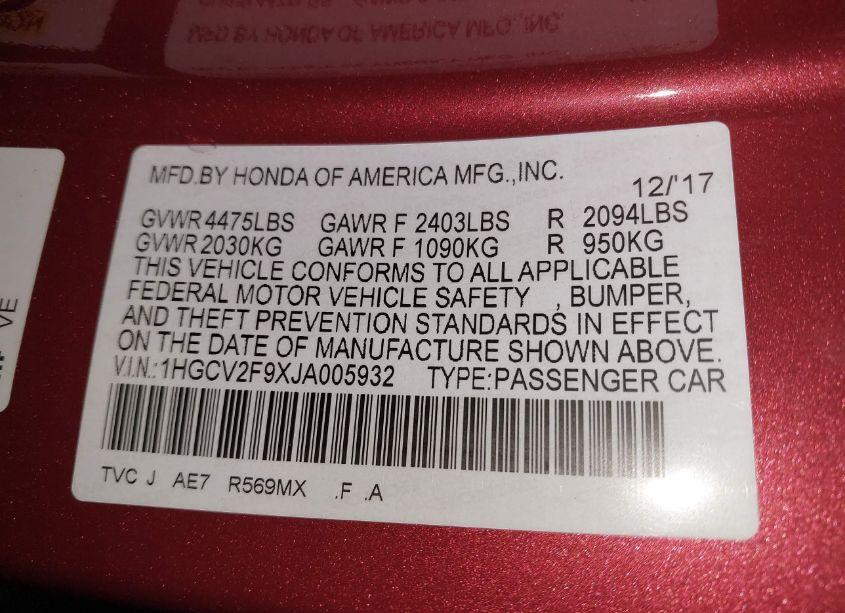 MFD.BY HONDA OF AMERICA MFG.,INC.
12/'17
GVWR 4475LBS GAWR F 2403LBS R 2094LBS
GVWR 2030KG GAWR F 1090KG R 950KG
THIS VEHICLE CONFORMS TO ALL APPLICABLE
FEDERAL MOTOR VEHICLE SAFETY , BUMPER,
AND THEFT PREVENTION STANDARDS IN EFFECT
ON THE DATE OF MANUFACTURE SHOWN ABOVE.
V.I.N.:1HGCV2F9XJA005932 TYPE:PASSENGER CAR
TVC J AE7 R569MX .F .A
VE